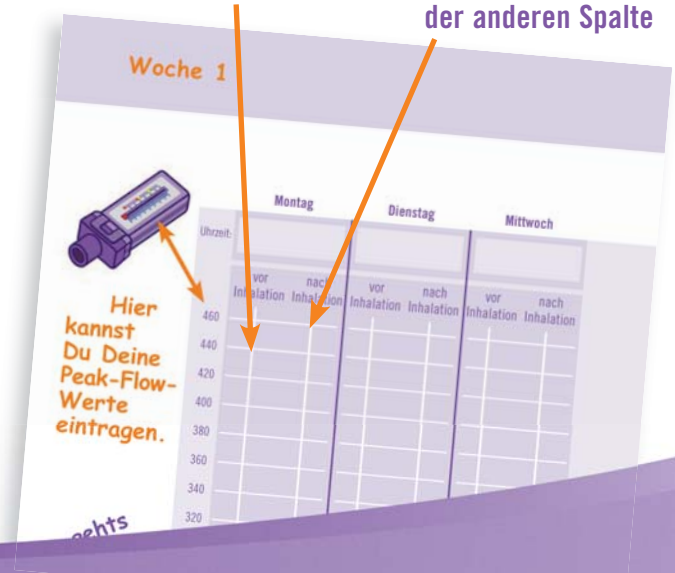 der anderen Spalte
Woche 1
Montag Dienstag Mittwoch
Uhrzeit:
vor nach vor nach vor nach
Inhalation Inhalation Inhalation Inhalation Inhalation Inhalation
Hier
kannst
Du Deine
Peak-Flow-
Werte
eintragen.
460
440
420
400
380
360
340
320